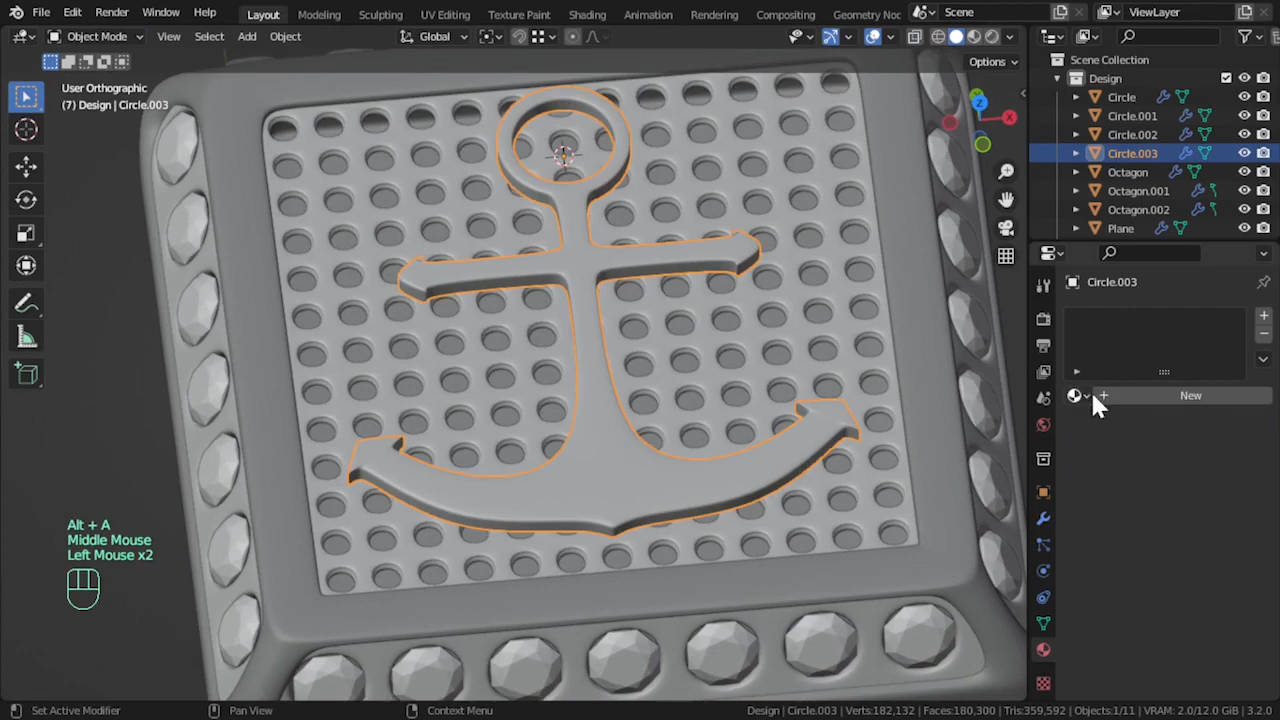 File Edit Render Window Help Layout Modeling Sculpting UV Editing Texture Paint Shading Animation Rendering Compositing Geometry Noc Scene ViewLayer
Object Mode View Select Add Object Global
Options
User Orthographic
(7) Design | Circle.003
Z
X
Scene Collection
Design
Circle
Circle.001
Circle.002
Circle.003
Octagon
Octagon.001
Octagon.002
Plane
Circle.003
New
Alt + A
Middle Mouse
Left Mouse x2
Set Active Modifier Pan View Context Menu Design | Circle.003 | Verts:182,132 | Faces:180,300 | Tris:359,592 | Objects:1/11 | VRAM: 2.0/12.0 GiB | 3.2.0